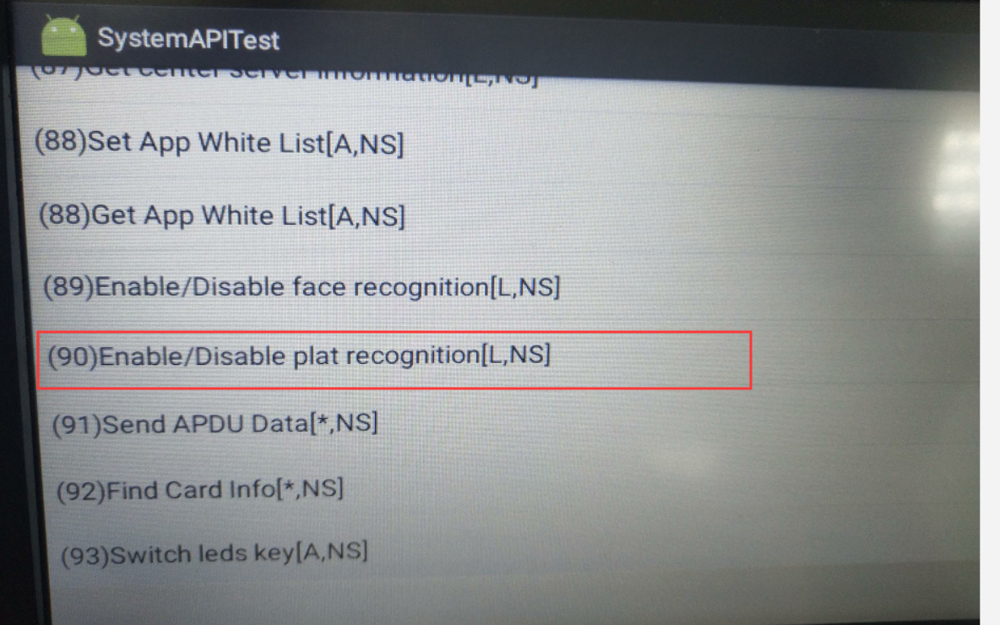 SystemAPITest
(87)Get center server information[L,NS]
(88)Set App White List[A,NS]
(88)Get App White List[A,NS]
(89)Enable/Disable face recognition[L,NS]
(90)Enable/Disable plat recognition[L,NS]
(91)Send APDU Data[*,NS]
(92)Find Card Info[*,NS]
(93)Switch leds key[A,NS]